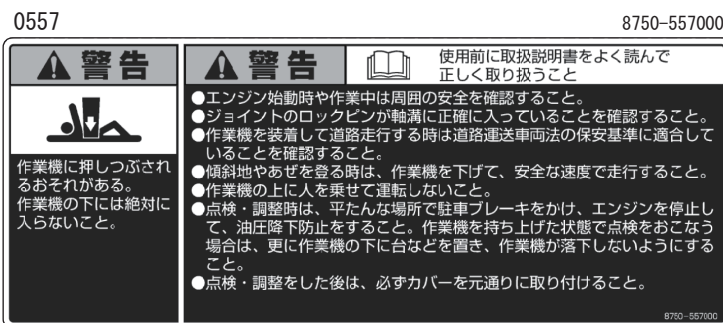 0557
8750-557000
警告
作業機に押しつぶされ
るおそれがある。
作業機の下には絶対に
入らないこと。
警告
使用前に取扱説明書をよく読んで
正しく取り扱うこと
●エンジン始動時や作業中は周囲の安全を確認すること。
●ジョイントのロックピンが軸溝に正確に入っていることを確認すること。
●作業機を装着して道路走行する時は道路運送車両法の保安基準に適合して
いることを確認すること。
●傾斜地やあぜを登る時は、作業機を下げて、安全な速度で走行すること。
●作業機の上に人を乗せて運転しないこと。
●点検・調整時は、平たんな場所で駐車ブレーキをかけ、エンジンを停止し
て、油圧降下防止をすること。作業機を持ち上げた状態で点検をおこなう
場合は、更に作業機の下に台などを置き、作業機が落下しないようにする
こと。
●点検・調整をした後は、必ずカバーを元通りに取り付けること。
8750-557000